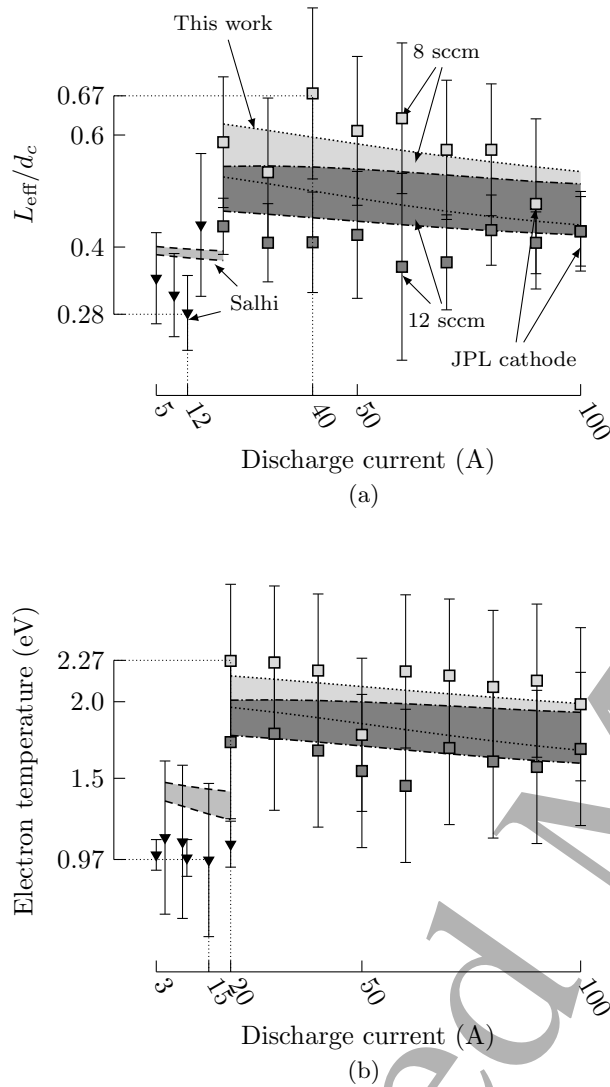 This work
8 sccm
0.67
0.6
0.4
0.28
L_eff/d_c
Salhi
12 sccm
JPL cathode
5
12
40
50
100
Discharge current (A)
(a)
2.27
2.0
1.5
0.97
Electron temperature (eV)
3
15
20
50
100
Discharge current (A)
(b)
ed M